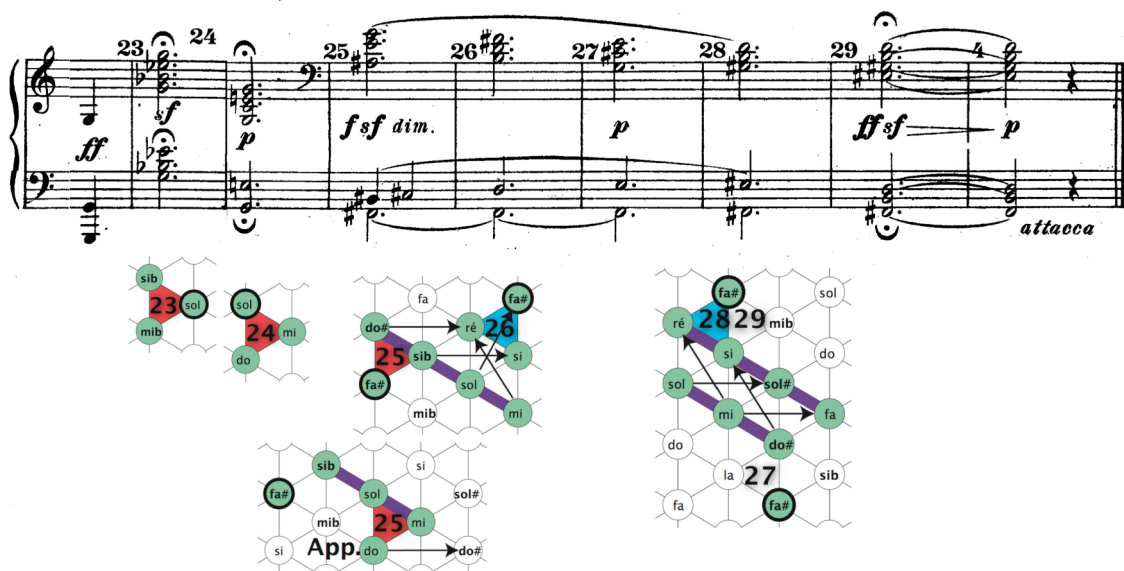 23 24 25 26 27 28 29 4
ff sf p f sf dim. p ff sf p
attacca
sib
23 sol
mib
sol
24 mi
do
fa fa#
do# ré 26
25 sib si
fa# sol
mib mi
sib si
fa# sol sol#
mib 25 mi
si App. do do#
fa# sol
ré 28 29 mib
si do
sol sol#
mi fa
do do#
la 27 sib
fa fa#